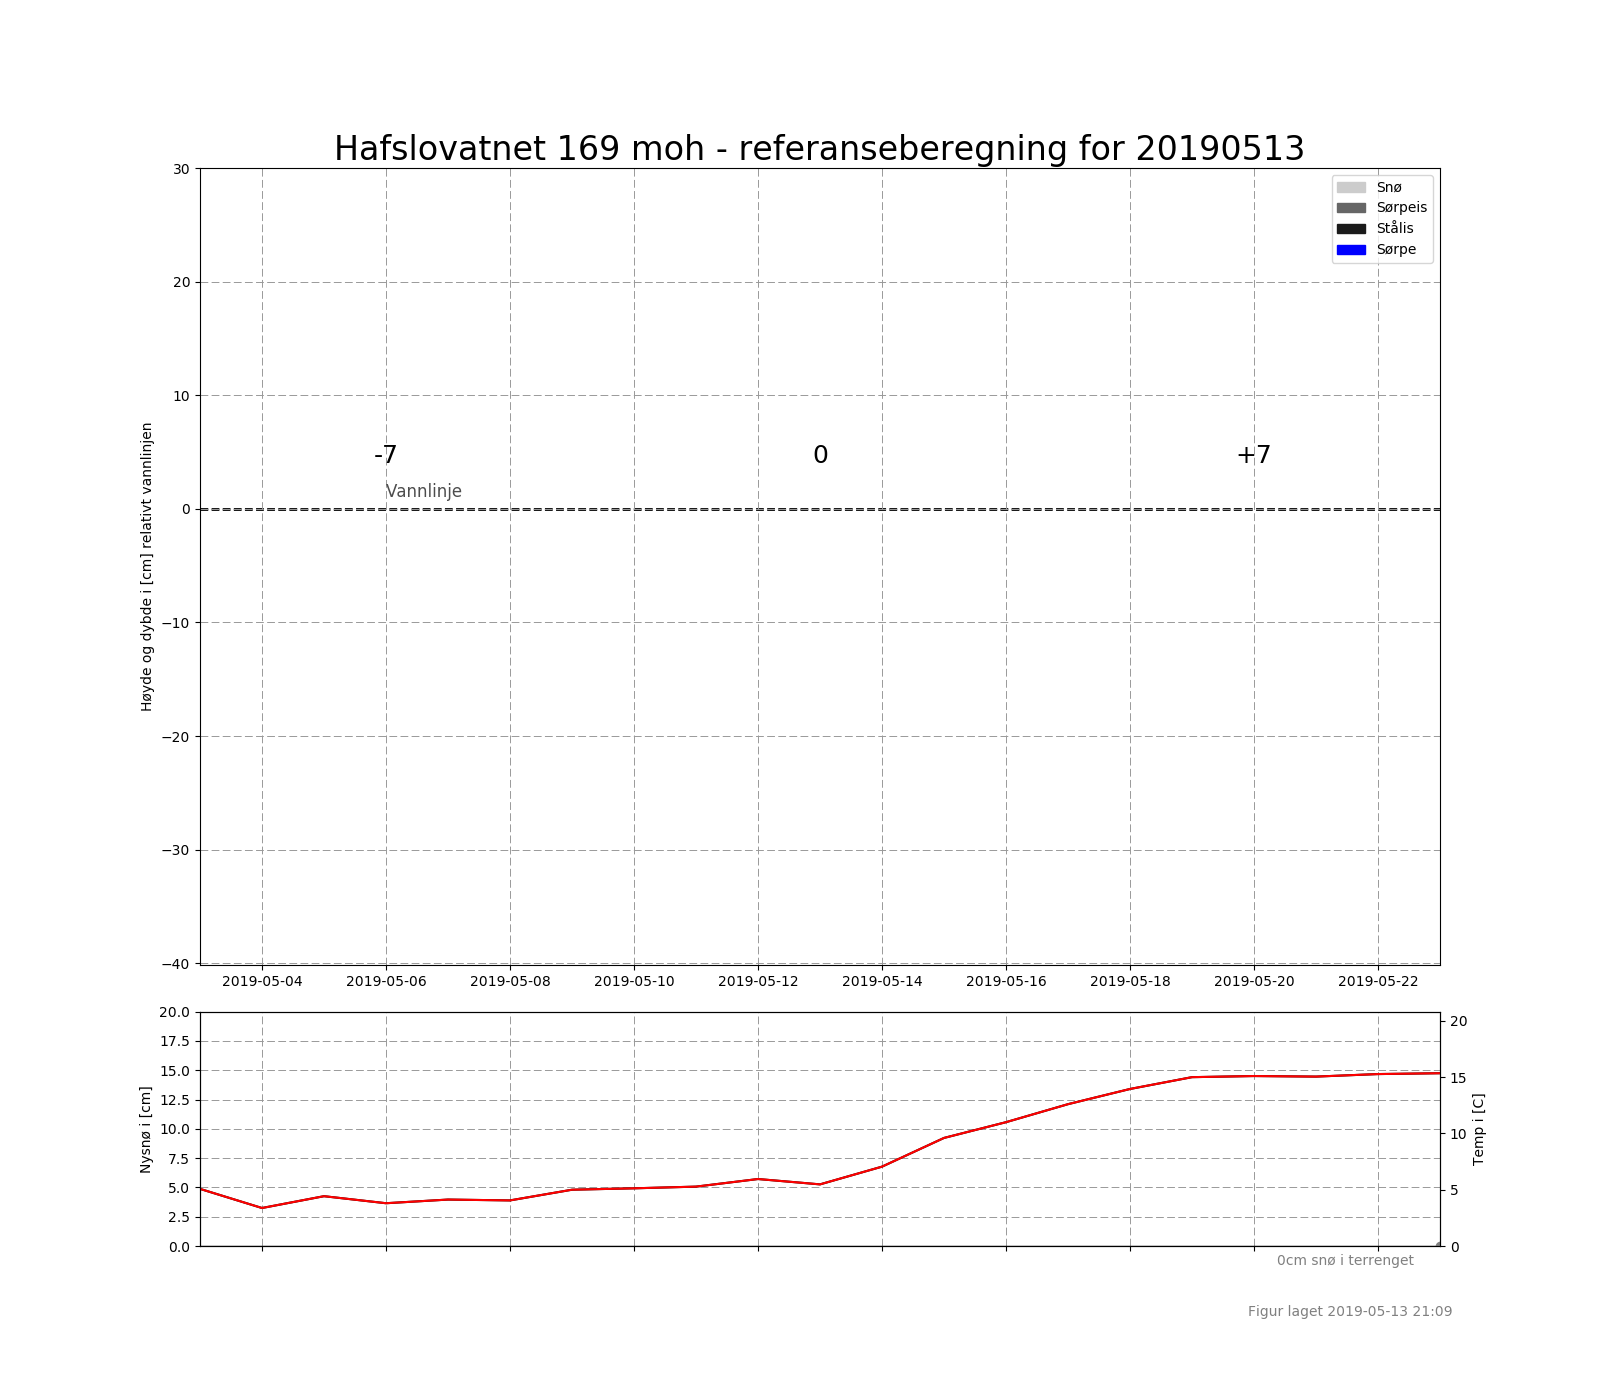 Hafslovatnet 169 moh - referanseberegning for 20190513
30
20
10
0
−10
−20
−30
−40
Høyde og dybde i [cm] relativt vannlinjen
Snø
Sørpeis
Stålis
Sørpe
-7
0
+7
Vannlinje
2019-05-04 2019-05-06 2019-05-08 2019-05-10 2019-05-12 2019-05-14 2019-05-16 2019-05-18 2019-05-20 2019-05-22
20.0
17.5
15.0
12.5
10.0
7.5
5.0
2.5
0.0
Nysnø i [cm]
20
15
10
5
0
Temp i [C]
0cm snø i terrenget
Figur laget 2019-05-13 21:09